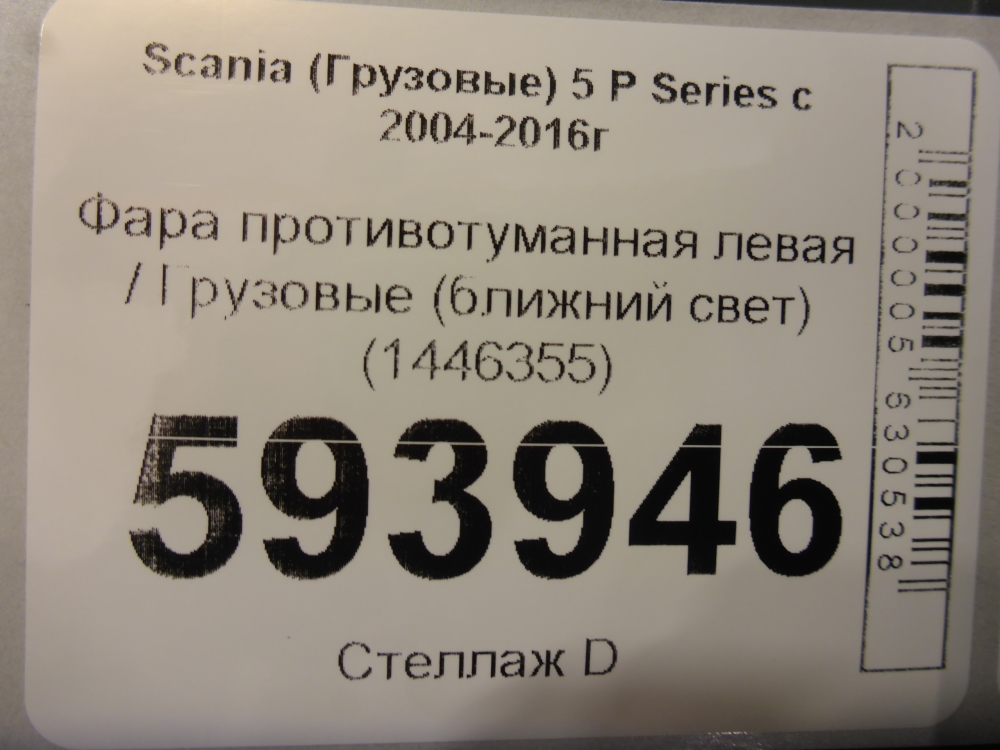 Scania (Грузовые) 5 P Series с
2004-2016г
Фара противотуманная левая
/ Грузовые (ближний свет)
(1446355)
593946
Стеллаж D
2000005630538